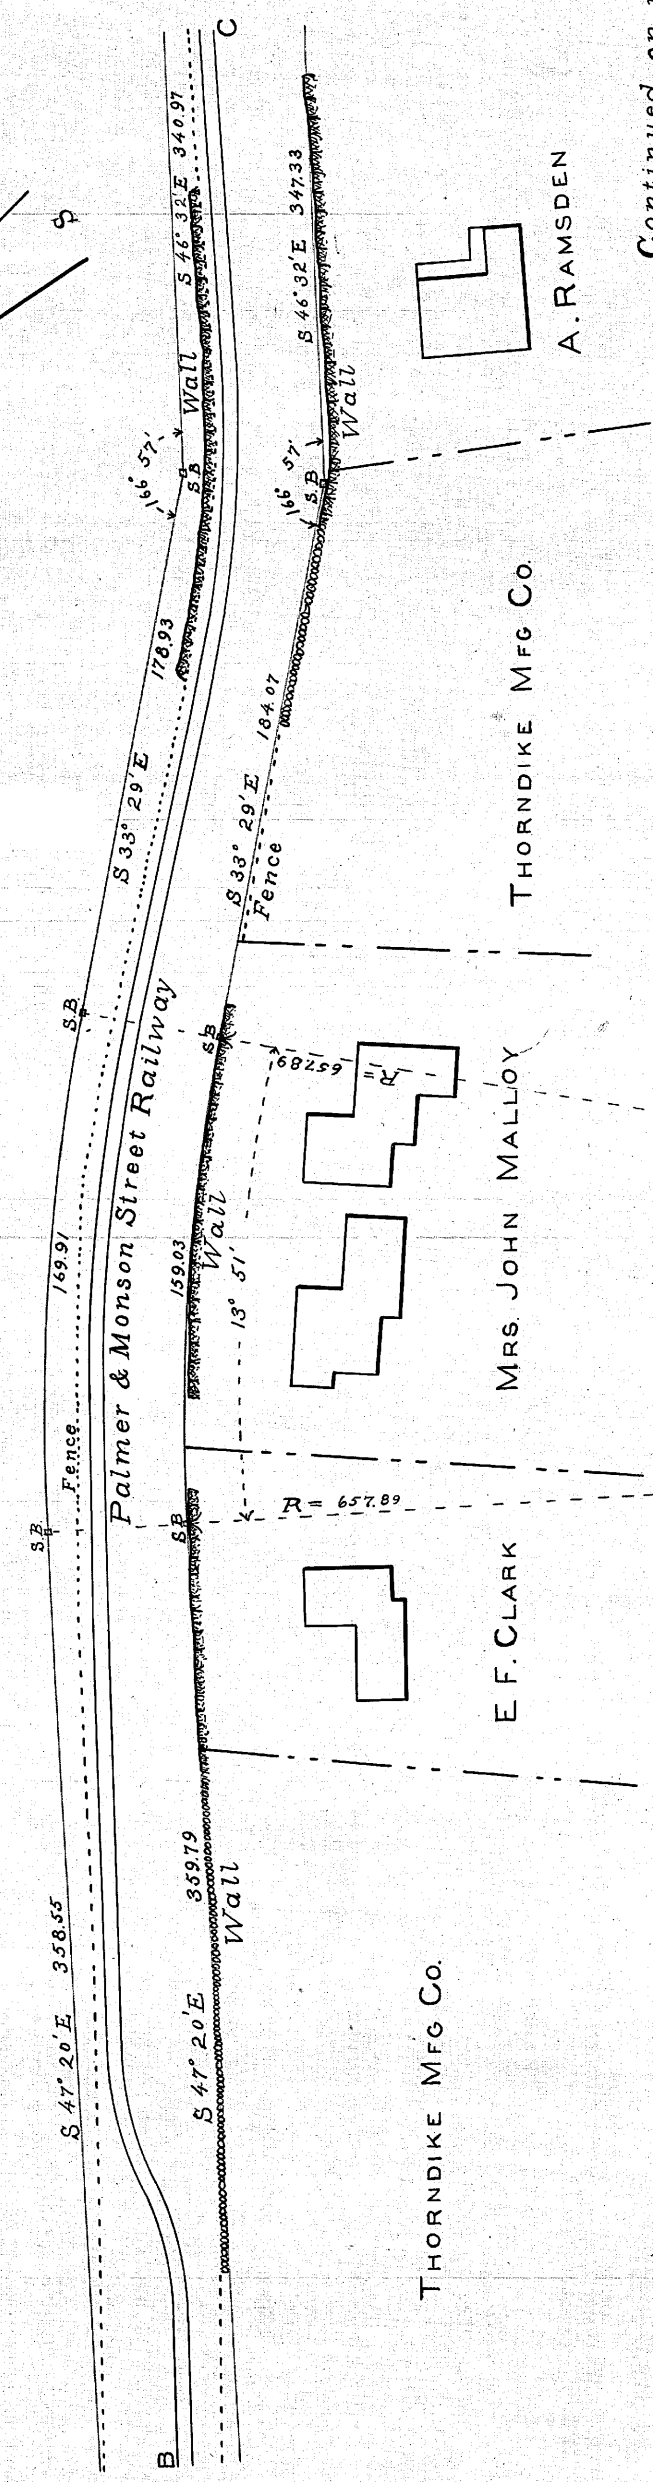 B
S 47° 20' E 358.55
S.B.
Fence
169.91
S.B.
S 33° 29' E
178.93
166° 57'
S.B
Wall
S 46° 32' E 340.97
C
Palmer & Monson Street Railway
S 47° 20' E
359.79
Wall
S.B
159.03
Wall
S.B
S 33° 29' E
Fence
184.07
166° 57'
S.B
Wall
S 46° 32' E 347.33
R = 657.89
13° 51'
R = 657.89
THORNDIKE MFG CO.
E. F. CLARK
MRS. JOHN MALLOY
THORNDIKE MFG CO.
A. RAMSDEN
S
Continued on